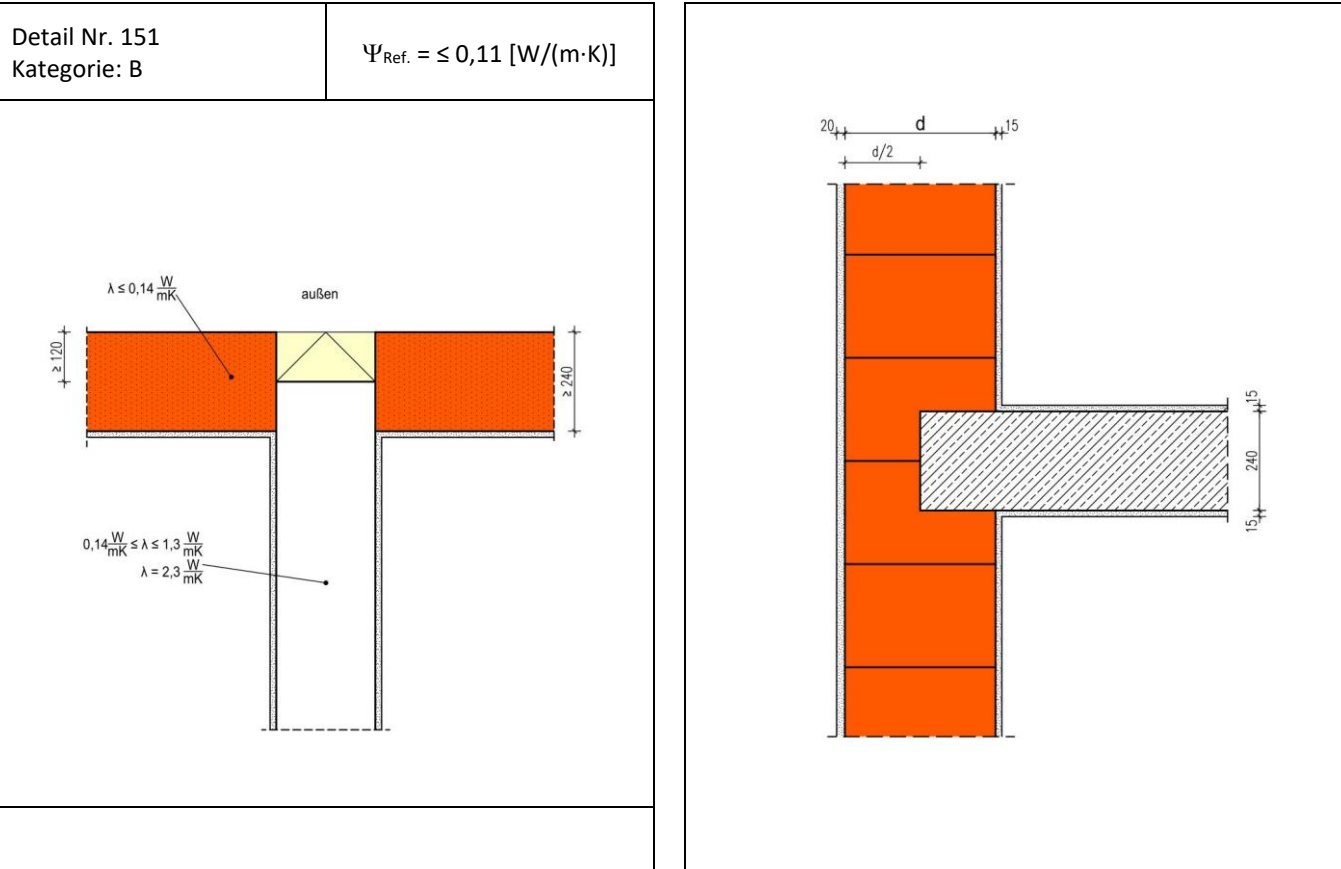 Detail Nr. 151
Kategorie: B
ΨRef. = ≤ 0,11 [W/(m·K)]
λ ≤ 0,14 W/mK
außen
≥ 120
≥ 240
0,14 W/mK ≤ λ ≤ 1,3 W/mK
λ = 2,3 W/mK
20 d 15
d/2
15
240
15